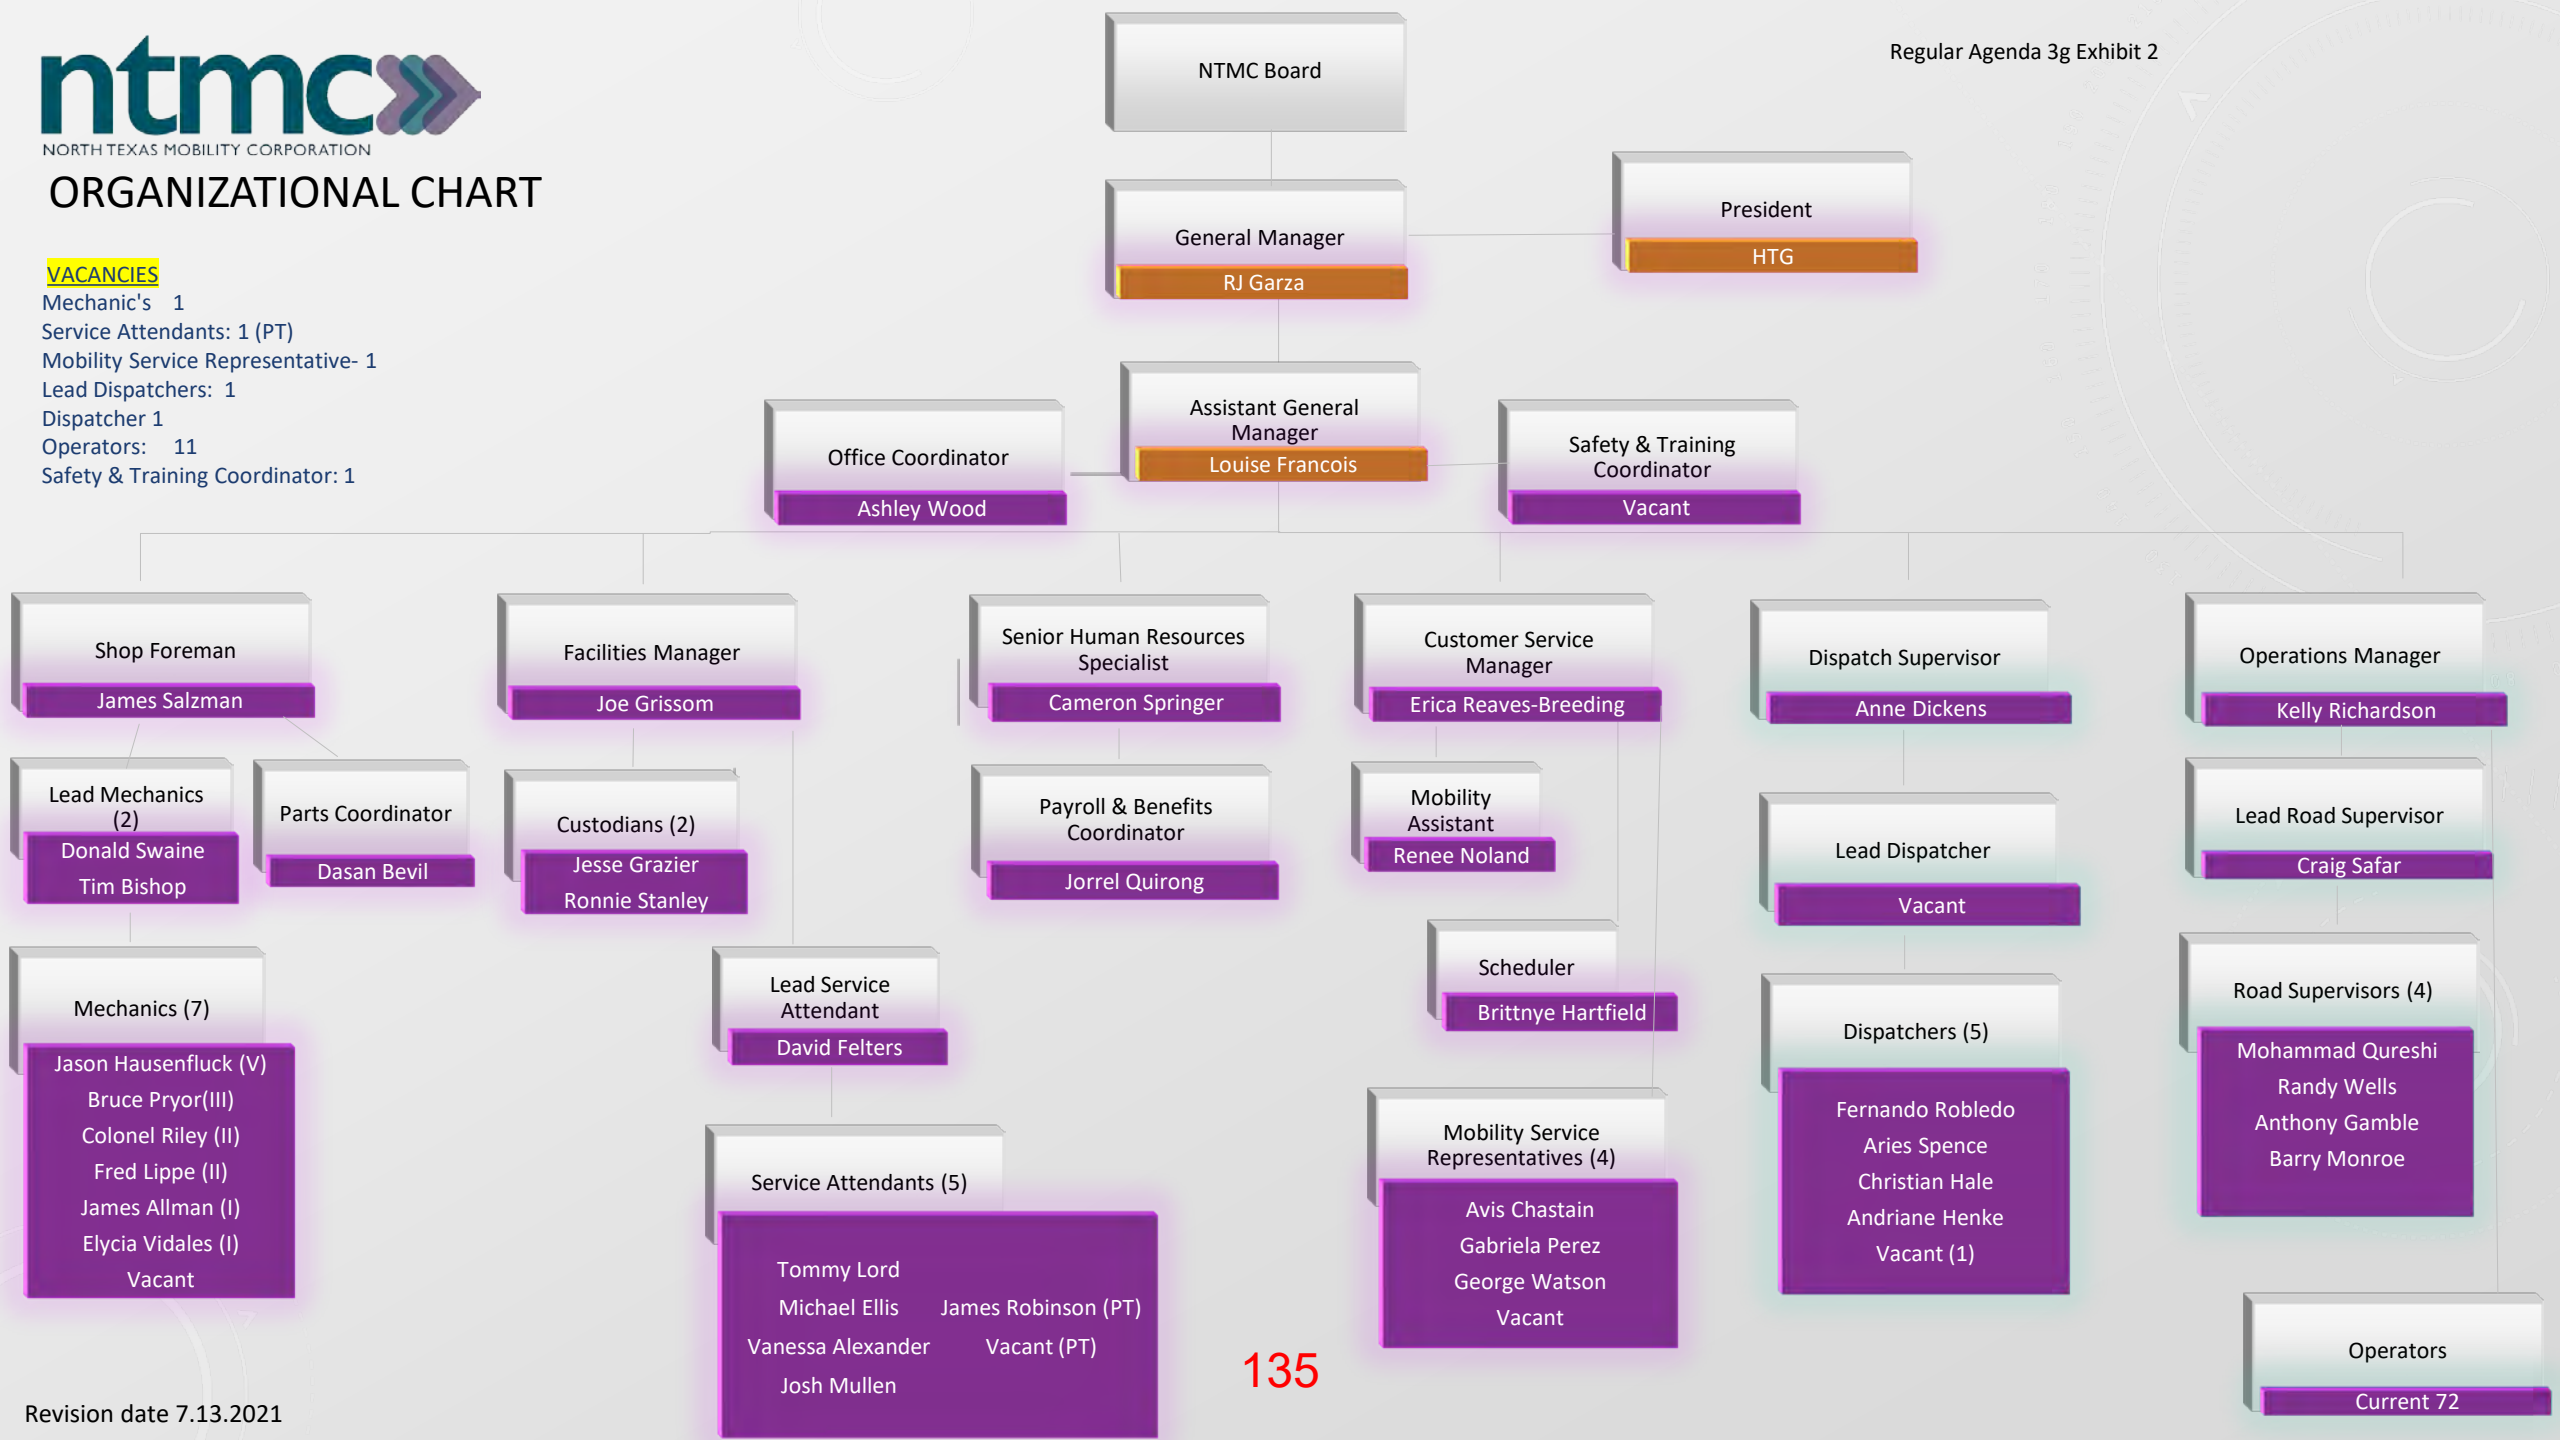 ntmc
NORTH TEXAS MOBILITY CORPORATION
ORGANIZATIONAL CHART
Regular Agenda 3g Exhibit 2
VACANCIES
Mechanic's 1
Service Attendants: 1 (PT)
Mobility Service Representative- 1
Lead Dispatchers: 1
Dispatcher 1
Operators: 11
Safety & Training Coordinator: 1
NTMC Board
General Manager
RJ Garza
President
HTG
Assistant General
Manager
Louise Francois
Office Coordinator
Ashley Wood
Safety & Training
Coordinator
Vacant
Shop Foreman
James Salzman
Facilities Manager
Joe Grissom
Senior Human Resources
Specialist
Cameron Springer
Customer Service
Manager
Erica Reaves-Breeding
Dispatch Supervisor
Anne Dickens
Operations Manager
Kelly Richardson
Lead Mechanics
(2)
Donald Swaine
Tim Bishop
Parts Coordinator
Dasan Bevil
Custodians (2)
Jesse Grazier
Ronnie Stanley
Payroll & Benefits
Coordinator
Jorrel Quirong
Mobility
Assistant
Renee Noland
Lead Dispatcher
Vacant
Lead Road Supervisor
Craig Safar
Mechanics (7)
Jason Hausenfluck (V)
Bruce Pryor(III)
Colonel Riley (II)
Fred Lippe (II)
James Allman (I)
Elycia Vidales (I)
Vacant
Lead Service
Attendant
David Felters
Scheduler
Brittnye Hartfield
Dispatchers (5)
Fernando Robledo
Aries Spence
Christian Hale
Andriane Henke
Vacant (1)
Road Supervisors (4)
Mohammad Qureshi
Randy Wells
Anthony Gamble
Barry Monroe
Service Attendants (5)
Tommy Lord
Michael Ellis
Vanessa Alexander
Josh Mullen
James Robinson (PT)
Vacant (PT)
Mobility Service
Representatives (4)
Avis Chastain
Gabriela Perez
George Watson
Vacant
Operators
Current 72
135
Revision date 7.13.2021